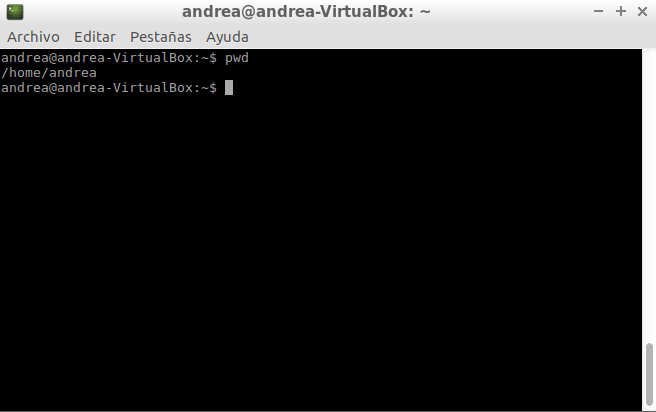 andrea@andrea-VirtualBox: ~
Archivo Editar Pestañas Ayuda
andrea@andrea-VirtualBox:~$ pwd
/home/andrea
andrea@andrea-VirtualBox:~$